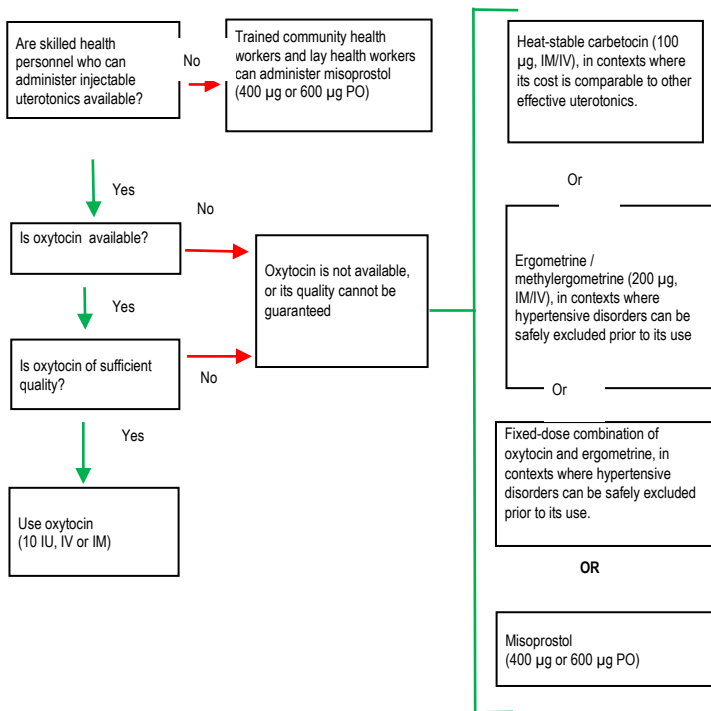 Are skilled health
personnel who can
administer injectable
uterotonics available?
No
Trained community health
workers and lay health workers
can administer misoprostol
(400 µg or 600 µg PO)
Yes
Is oxytocin available?
No
Yes
Is oxytocin of sufficient
quality?
No
Oxytocin is not available,
or its quality cannot be
guaranteed
Yes
Use oxytocin
(10 IU, IV or IM)
Heat-stable carbetocin (100
µg, IM/IV), in contexts where
its cost is comparable to other
effective uterotonics.
Or
Ergometrine /
methylergometrine (200 µg,
IM/IV), in contexts where
hypertensive disorders can be
safely excluded prior to its use
Or
Fixed-dose combination of
oxytocin and ergometrine, in
contexts where hypertensive
disorders can be safely excluded
prior to its use.
OR
Misoprostol
(400 µg or 600 µg PO)